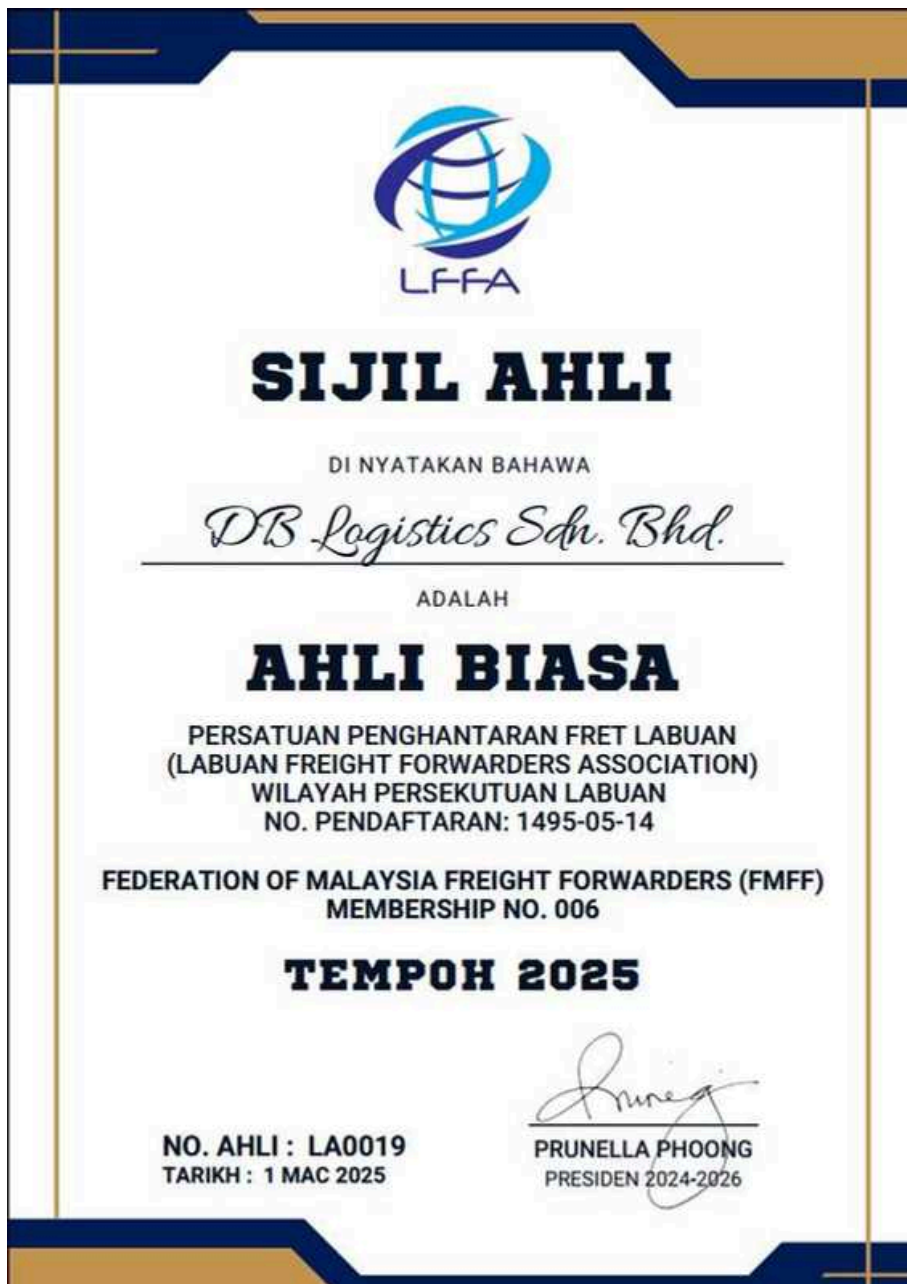 LFFA
SIJIL AHLI
DI NYATAKAN BAHAWA
DB Logistics Sdn. Bhd.
ADALAH
AHLI BIASA
PERSATUAN PENGHANTARAN FRET LABUAN
(LABUAN FREIGHT FORWARDERS ASSOCIATION)
WILAYAH PERSEKUTUAN LABUAN
NO. PENDAFTARAN: 1495-05-14
FEDERATION OF MALAYSIA FREIGHT FORWARDERS (FMFF)
MEMBERSHIP NO. 006
TEMPOH 2025
NO. AHLI : LA0019
TARIKH : 1 MAC 2025
PRUNELLA PHOONG
PRESIDEN 2024-2026